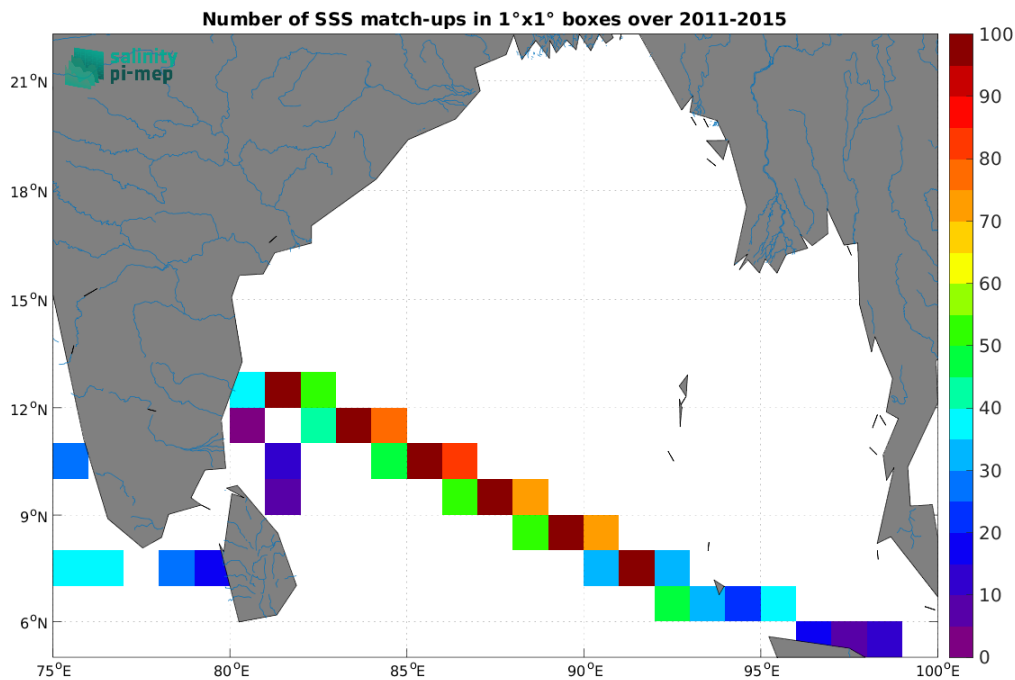 Number of SSS match-ups in 1°x1° boxes over 2011-2015
salinity
pi-mep
21°N
18°N
15°N
12°N
9°N
6°N
75°E 80°E 85°E 90°E 95°E 100°E
100
90
80
70
60
50
40
30
20
10
0